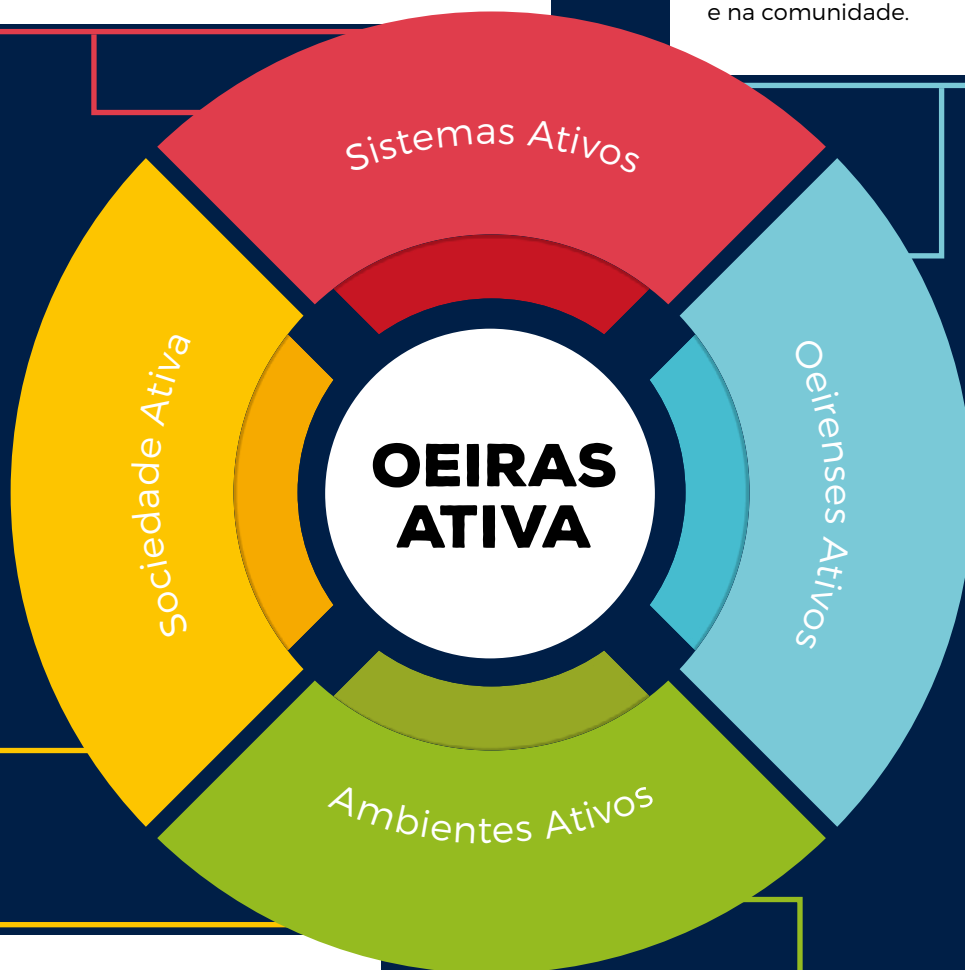 e na comunidade.
Sistemas Ativos
Sociedade Ativa
OEIRAS
ATIVA
Oeirenses Ativos
Ambientes Ativos